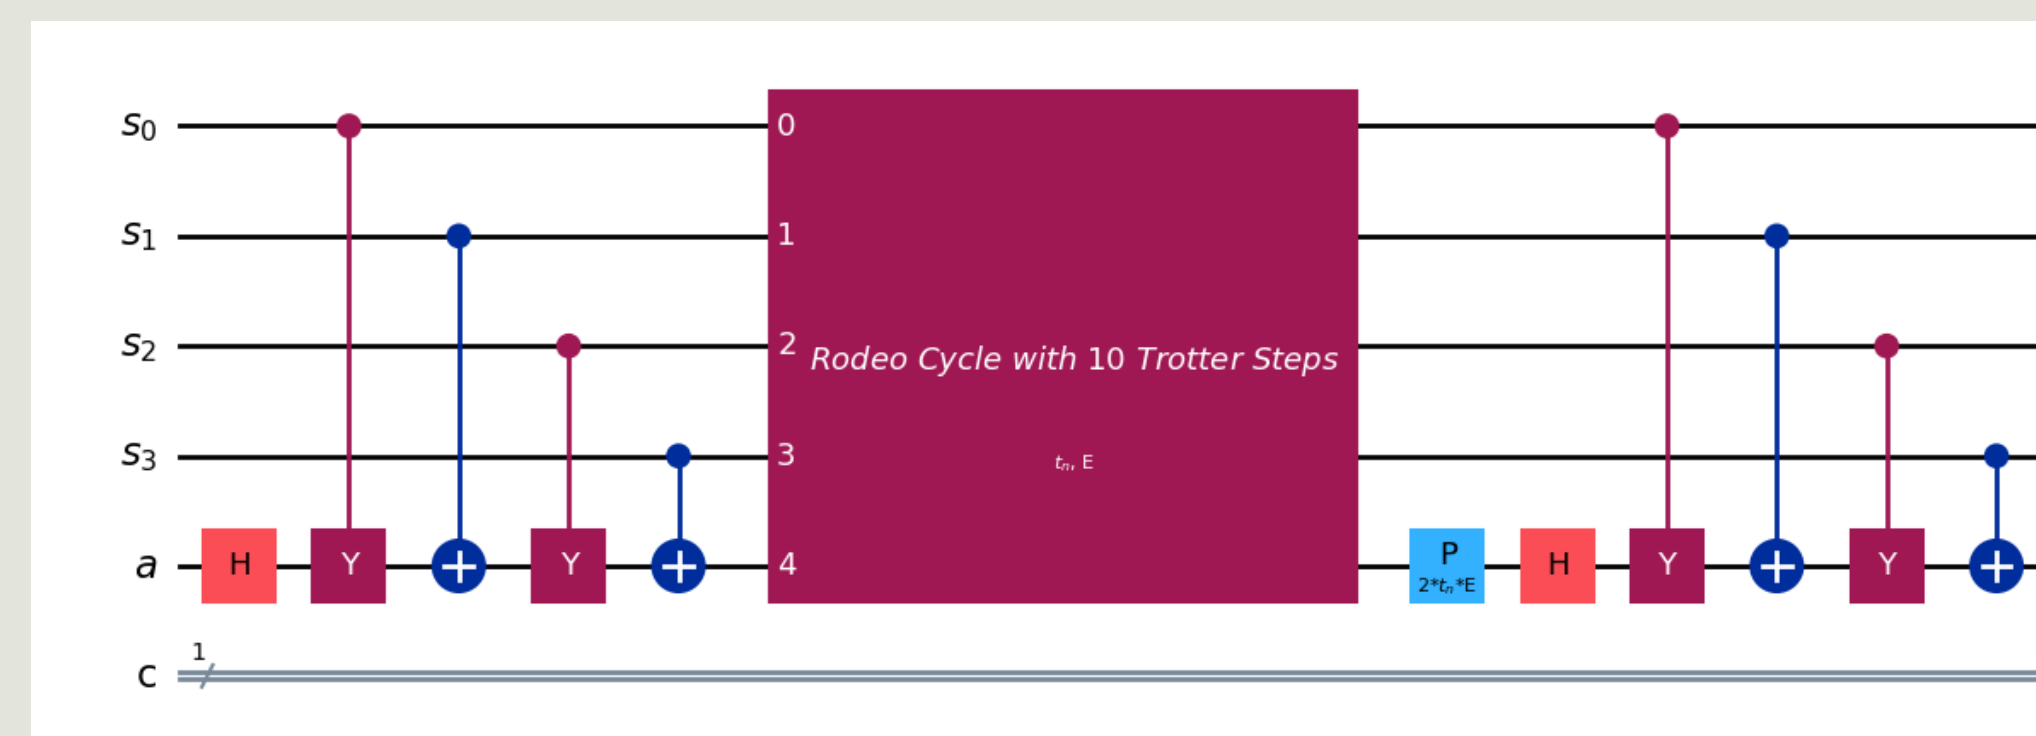 S0 0
S1 1
S2 2 Rodeo Cycle with 10 Trotter Steps
S3 3 tn, E
a H Y Y 4 P H Y Y
2*tn*E
1
c